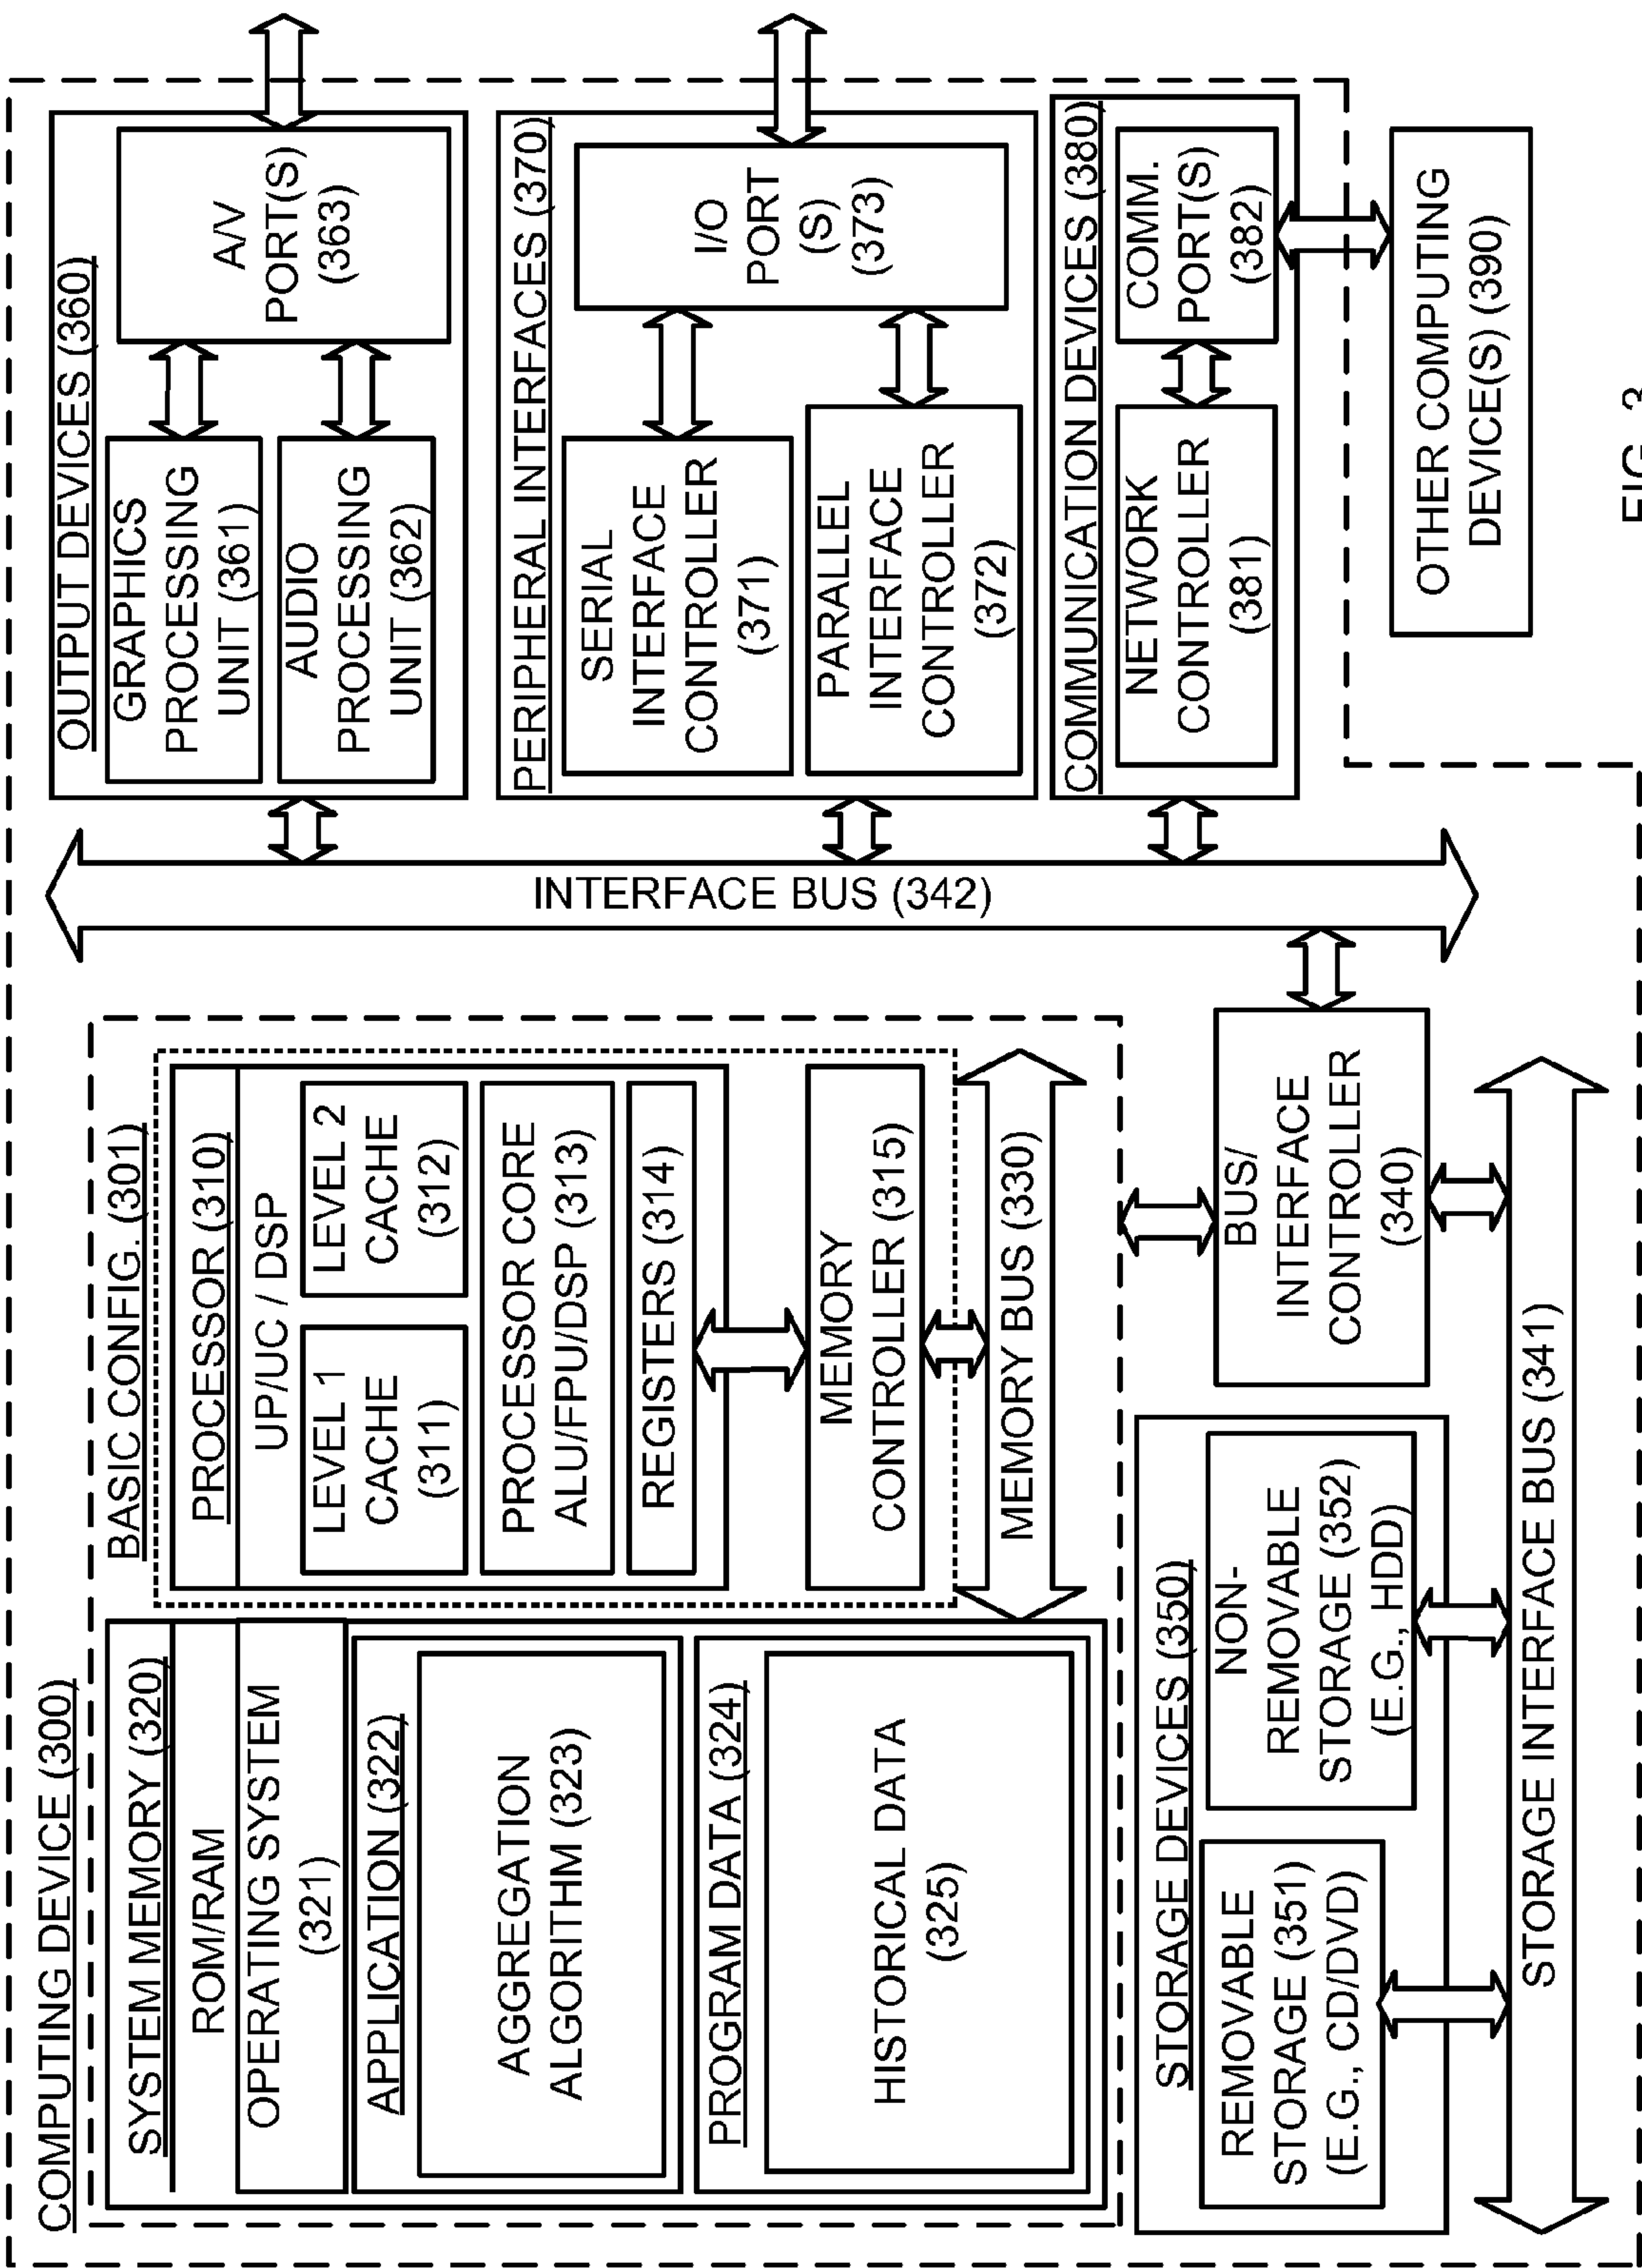 COMPUTING DEVICE (300)
SYSTEM MEMORY (320)
ROM/RAM
OPERATING SYSTEM
(321)
APPLICATION (322)
AGGREGATION
ALGORITHM (323)
PROGRAM DATA (324)
HISTORICAL DATA
(325)
BASIC CONFIG. (301)
PROCESSOR (310)
UP/UC / DSP
LEVEL 1
CACHE
(311)
LEVEL 2
CACHE
(312)
PROCESSOR CORE
ALU/FPU/DSP (313)
REGISTERS (314)
MEMORY
CONTROLLER (315)
MEMORY BUS (330)
BUS/
INTERFACE
CONTROLLER
(340)
STORAGE DEVICES (350)
REMOVABLE
STORAGE (351)
(E.G., CD/DVD)
NON-
REMOVABLE
STORAGE (352)
(E.G., HDD)
STORAGE INTERFACE BUS (341)
INTERFACE BUS (342)
OUTPUT DEVICES (360)
GRAPHICS
PROCESSING
UNIT (361)
AUDIO
PROCESSING
UNIT (362)
A/V
PORT(S)
(363)
PERIPHERAL INTERFACES (370)
SERIAL
INTERFACE
CONTROLLER
(371)
PARALLEL
INTERFACE
CONTROLLER
(372)
I/O
PORT
(S)
(373)
COMMUNICATION DEVICES (380)
NETWORK
CONTROLLER
(381)
COMM.
PORT(S)
(382)
OTHER COMPUTING
DEVICE(S) (390)
FIG. 3